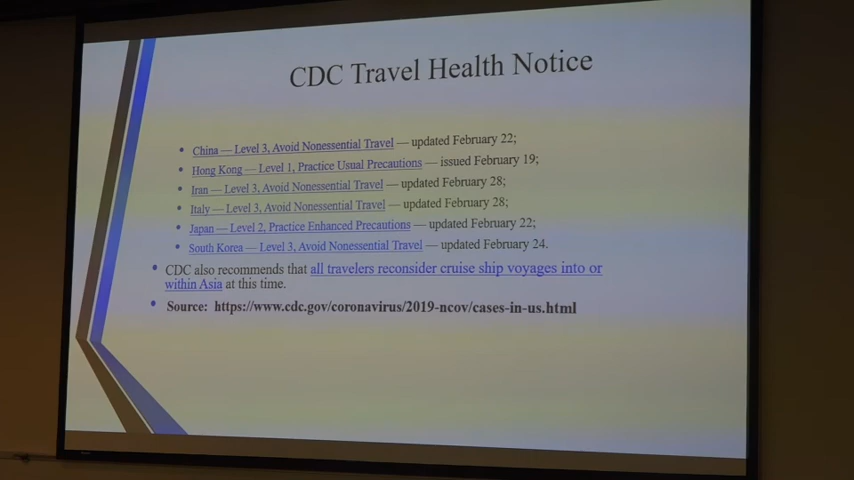 CDC Travel Health Notice
• China — Level 3, Avoid Nonessential Travel — updated February 22;
• Hong Kong — Level 1, Practice Usual Precautions — issued February 19;
• Iran — Level 3, Avoid Nonessential Travel — updated February 28;
• Italy — Level 3, Avoid Nonessential Travel — updated February 28;
• Japan — Level 2, Practice Enhanced Precautions — updated February 22;
• South Korea — Level 3, Avoid Nonessential Travel — updated February 24.
• CDC also recommends that all travelers reconsider cruise ship voyages into or
within Asia at this time.
• Source: https://www.cdc.gov/coronavirus/2019-ncov/cases-in-us.html